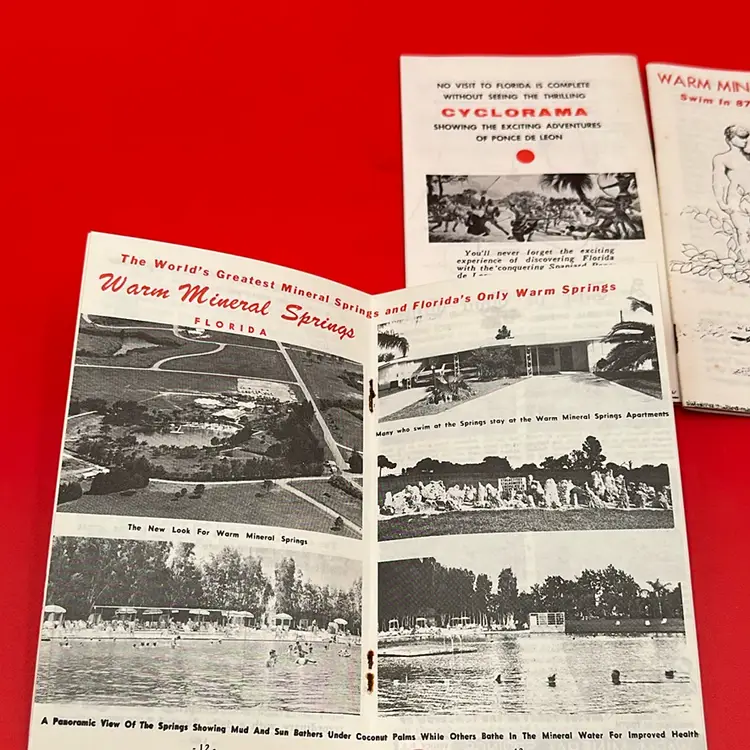 NO VISIT TO FLORIDA IS COMPLETE
WITHOUT SEEING THE THRILLING
CYCLORAMA
SHOWING THE EXCITING ADVENTURES
OF PONCE DE LEON
You'll never forget the exciting
experience of discovering Florida
with the conquering Spaniard
WARM MIN
Swim In 87
The World's Greatest Mineral Springs and Florida's Only Warm Springs
Warm Mineral Springs
FLORIDA
The New Look For Warm Mineral Springs
Many who swim at the Springs stay at the Warm Mineral Springs Apartments
A Panoramic View Of The Springs Showing Mud And Sun Bathers Under Coconut Palms While Others Bathe In The Mineral Water For Improved Health
- 12 -